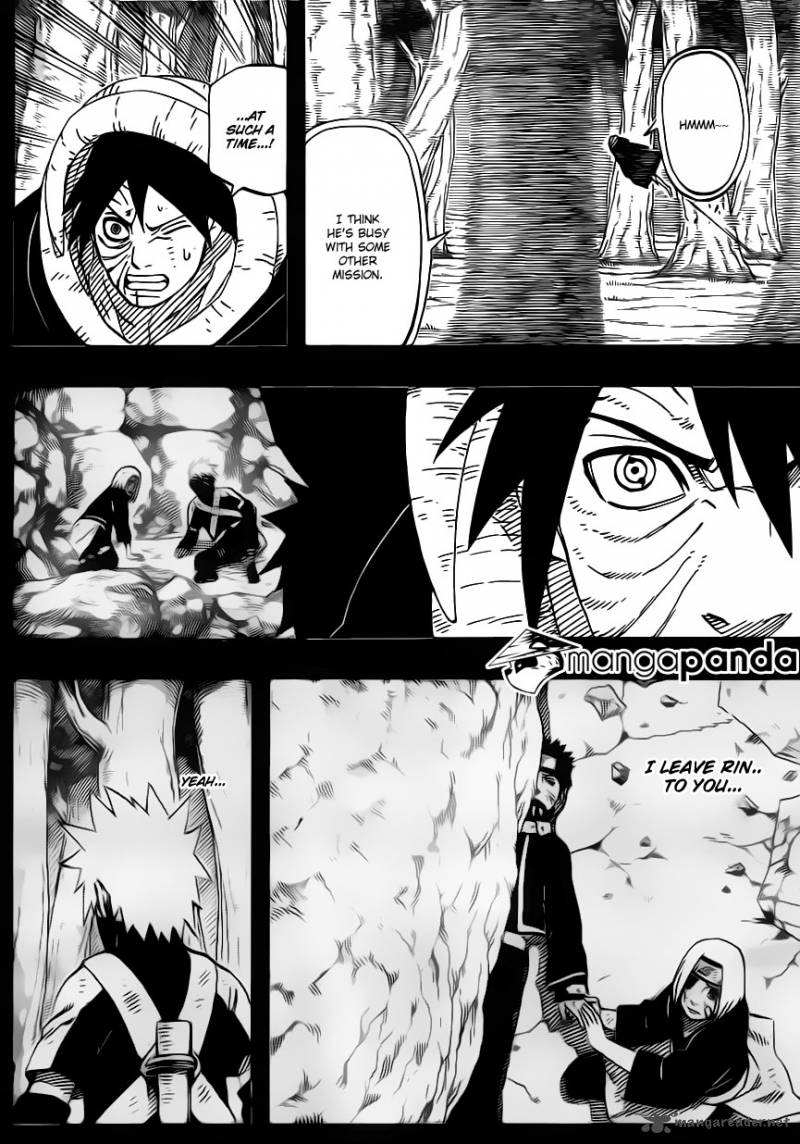 HMMM~~
I THINK
HE'S BUSY
WITH SOME
OTHER
MISSION.
...AT
SUCH A
TIME...!
mangapanda
I LEAVE RIN..
TO YOU...
YEAH...
mangareader.net